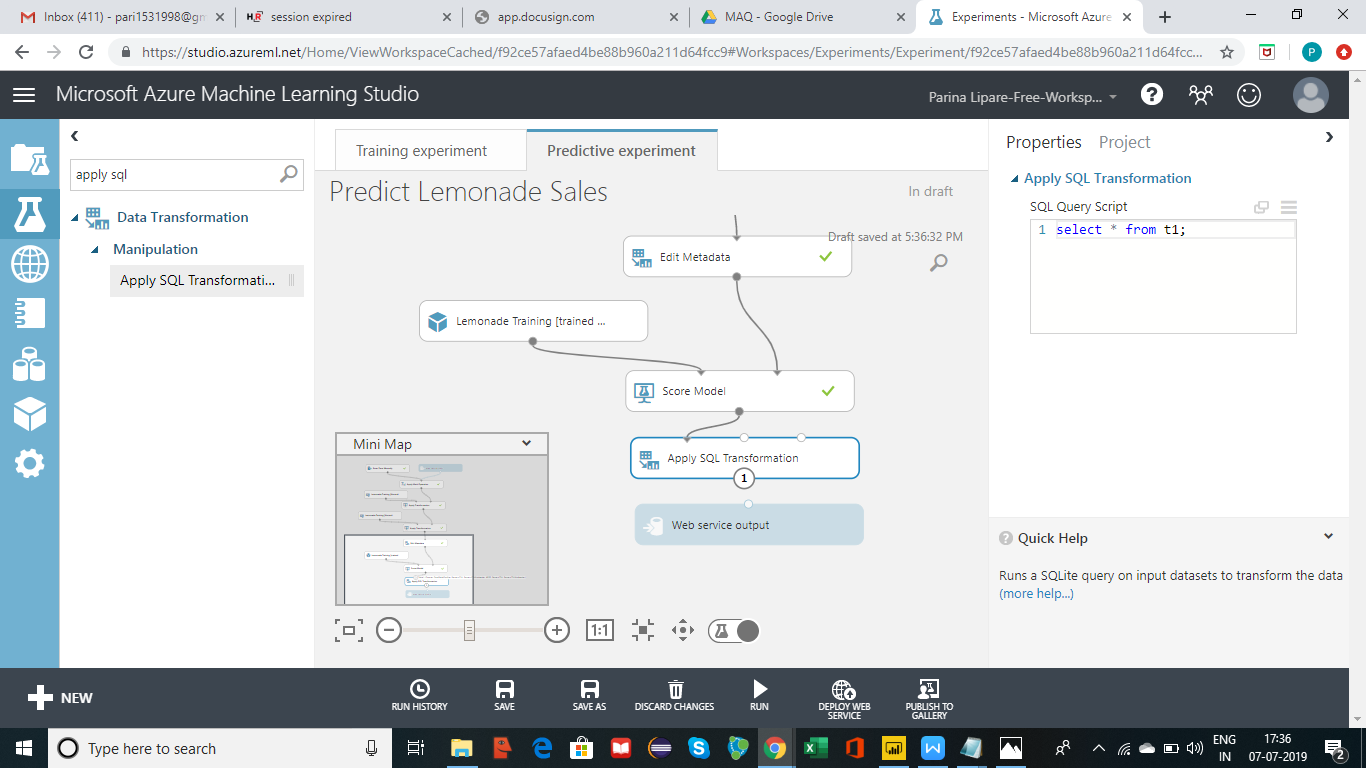 Inbox (411) - pari1531998@gm
session expired
app.docusign.com
MAQ - Google Drive
Experiments - Microsoft Azure
https://studio.azureml.net/Home/ViewWorkspaceCached/f92ce57afaed4be88b960a211d64fcc9#Workspaces/Experiments/Experiment/f92ce57afaed4be88b960a211d64fcc...
P
Microsoft Azure Machine Learning Studio
Parina Lipare-Free-Worksp...
apply sql
Data Transformation
Manipulation
Apply SQL Transformati...
Training experiment
Predictive experiment
Predict Lemonade Sales
In draft
Draft saved at 5:36:32 PM
Edit Metadata
Lemonade Training [trained ...
Score Model
Apply SQL Transformation
1
Web service output
Mini Map
1:1
Properties
Project
Apply SQL Transformation
SQL Query Script
1 select * from t1;
Quick Help
Runs a SQLite query on input datasets to transform the data
(more help...)
NEW
RUN HISTORY
SAVE
SAVE AS
DISCARD CHANGES
RUN
DEPLOY WEB
SERVICE
PUBLISH TO
GALLERY
Type here to search
ENG
IN
17:36
07-07-2019
2